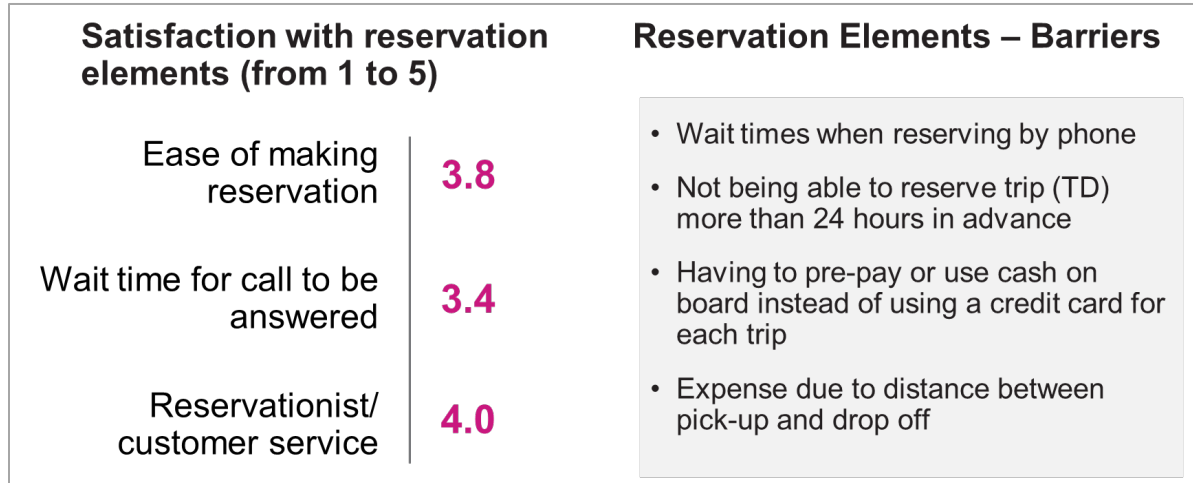 Satisfaction with reservation
elements (from 1 to 5)
Ease of making
reservation
3.8
Wait time for call to be
answered
3.4
Reservationist/
customer service
4.0
Reservation Elements – Barriers
• Wait times when reserving by phone
• Not being able to reserve trip (TD)
more than 24 hours in advance
• Having to pre-pay or use cash on
board instead of using a credit card for
each trip
• Expense due to distance between
pick-up and drop off